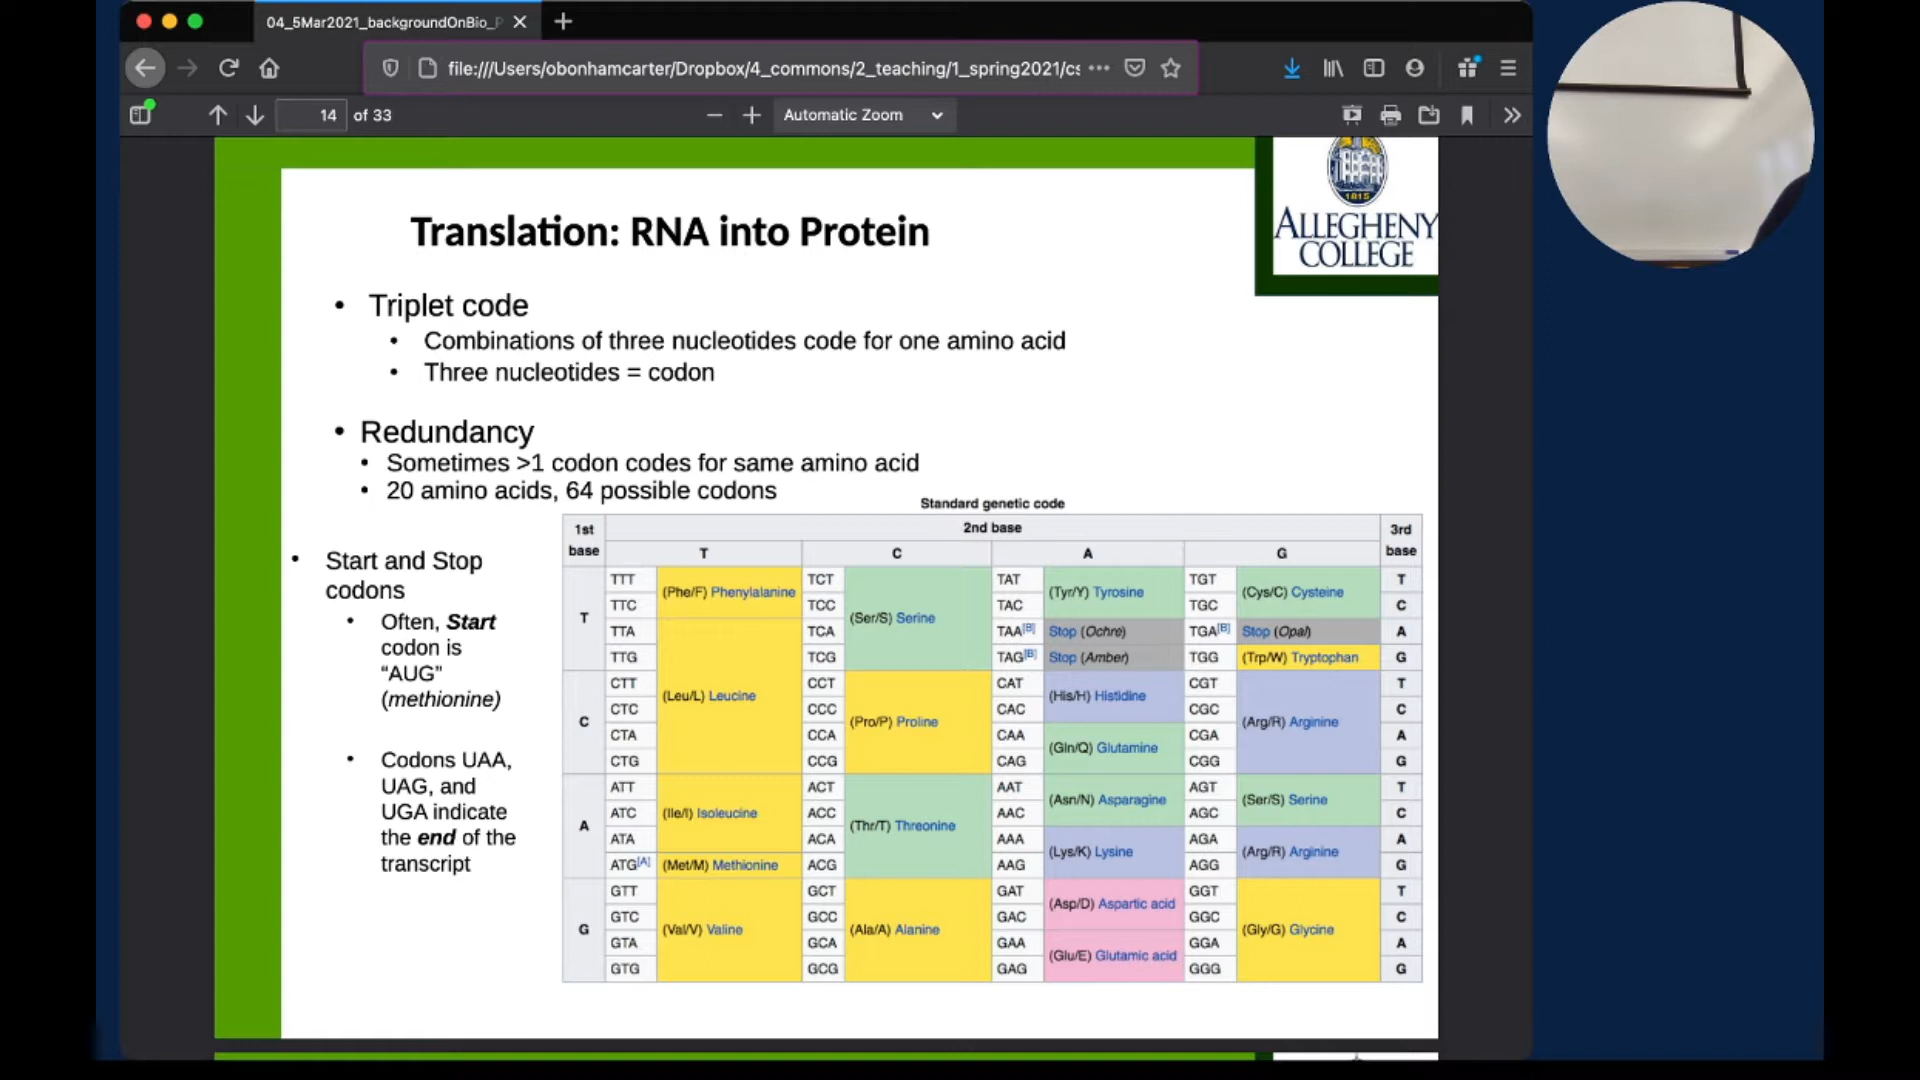 04_5Mar2021_backgroundOnBio_P
file:///Users/obonhamcarter/Dropbox/4_commons/2_teaching/1_spring2021/cs
14 of 33
Automatic Zoom
1815
ALLEGHENY
COLLEGE
Translation: RNA into Protein
• Triplet code
• Combinations of three nucleotides code for one amino acid
• Three nucleotides = codon
• Redundancy
• Sometimes >1 codon codes for same amino acid
• 20 amino acids, 64 possible codons
• Start and Stop
codons
• Often, Start
codon is
“AUG”
(methionine)
• Codons UAA,
UAG, and
UGA indicate
the end of the
transcript
Standard genetic code
1st base 2nd base 3rd base
T C A G
T TTT (Phe/F) Phenylalanine TCT (Ser/S) Serine TAT (Tyr/Y) Tyrosine TGT (Cys/C) Cysteine T
TTC TCC TAC TGC C
TTA (Leu/L) Leucine TCA TAA[B] Stop (Ochre) TGA[B] Stop (Opal) A
TTG TCG TAG[B] Stop (Amber) TGG (Trp/W) Tryptophan G
C CTT CCT (Pro/P) Proline CAT (His/H) Histidine CGT (Arg/R) Arginine T
CTC CCC CAC CGC C
CTA CCA CAA (Gln/Q) Glutamine CGA A
CTG CCG CAG CGG G
A ATT (Ile/I) Isoleucine ACT (Thr/T) Threonine AAT (Asn/N) Asparagine AGT (Ser/S) Serine T
ATC ACC AAC AGC C
ATA ACA AAA (Lys/K) Lysine AGA (Arg/R) Arginine A
ATG[A] (Met/M) Methionine ACG AAG AGG G
G GTT (Val/V) Valine GCT (Ala/A) Alanine GAT (Asp/D) Aspartic acid GGT (Gly/G) Glycine T
GTC GCC GAC GGC C
GTA GCA GAA (Glu/E) Glutamic acid GGA A
GTG GCG GAG GGG G